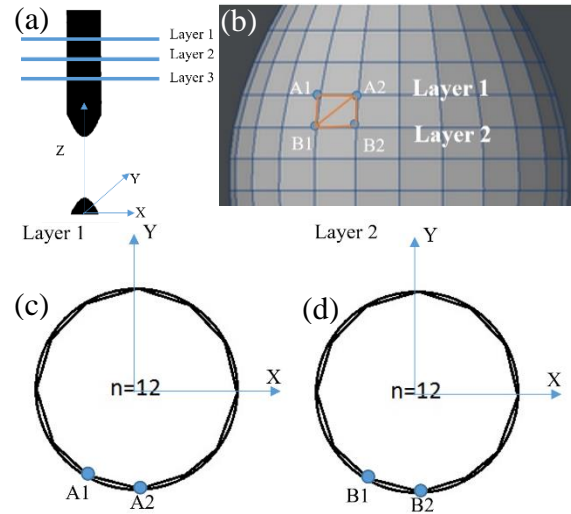 (a)
Layer 1
Layer 2
Layer 3
Z
Y
X
(b)
A1 A2 Layer 1
B1 B2 Layer 2
Layer 1 Y
(c)
X
n=12
A1
A2
Layer 2 Y
(d)
X
n=12
B1
B2